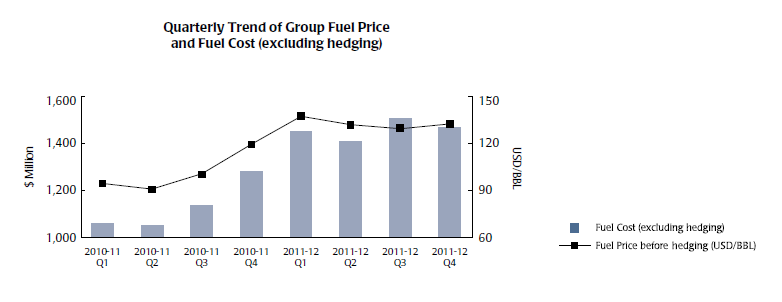 Quarterly Trend of Group Fuel Price
and Fuel Cost (excluding hedging)
1,600
1,400
1,200
1,000
$ Million
150
120
90
60
USD/BBL
2010-11 2010-11 2010-11 2010-11 2011-12 2011-12 2011-12 2011-12
Q1 Q2 Q3 Q4 Q1 Q2 Q3 Q4
Fuel Cost (excluding hedging)
Fuel Price before hedging (USD/BBL)